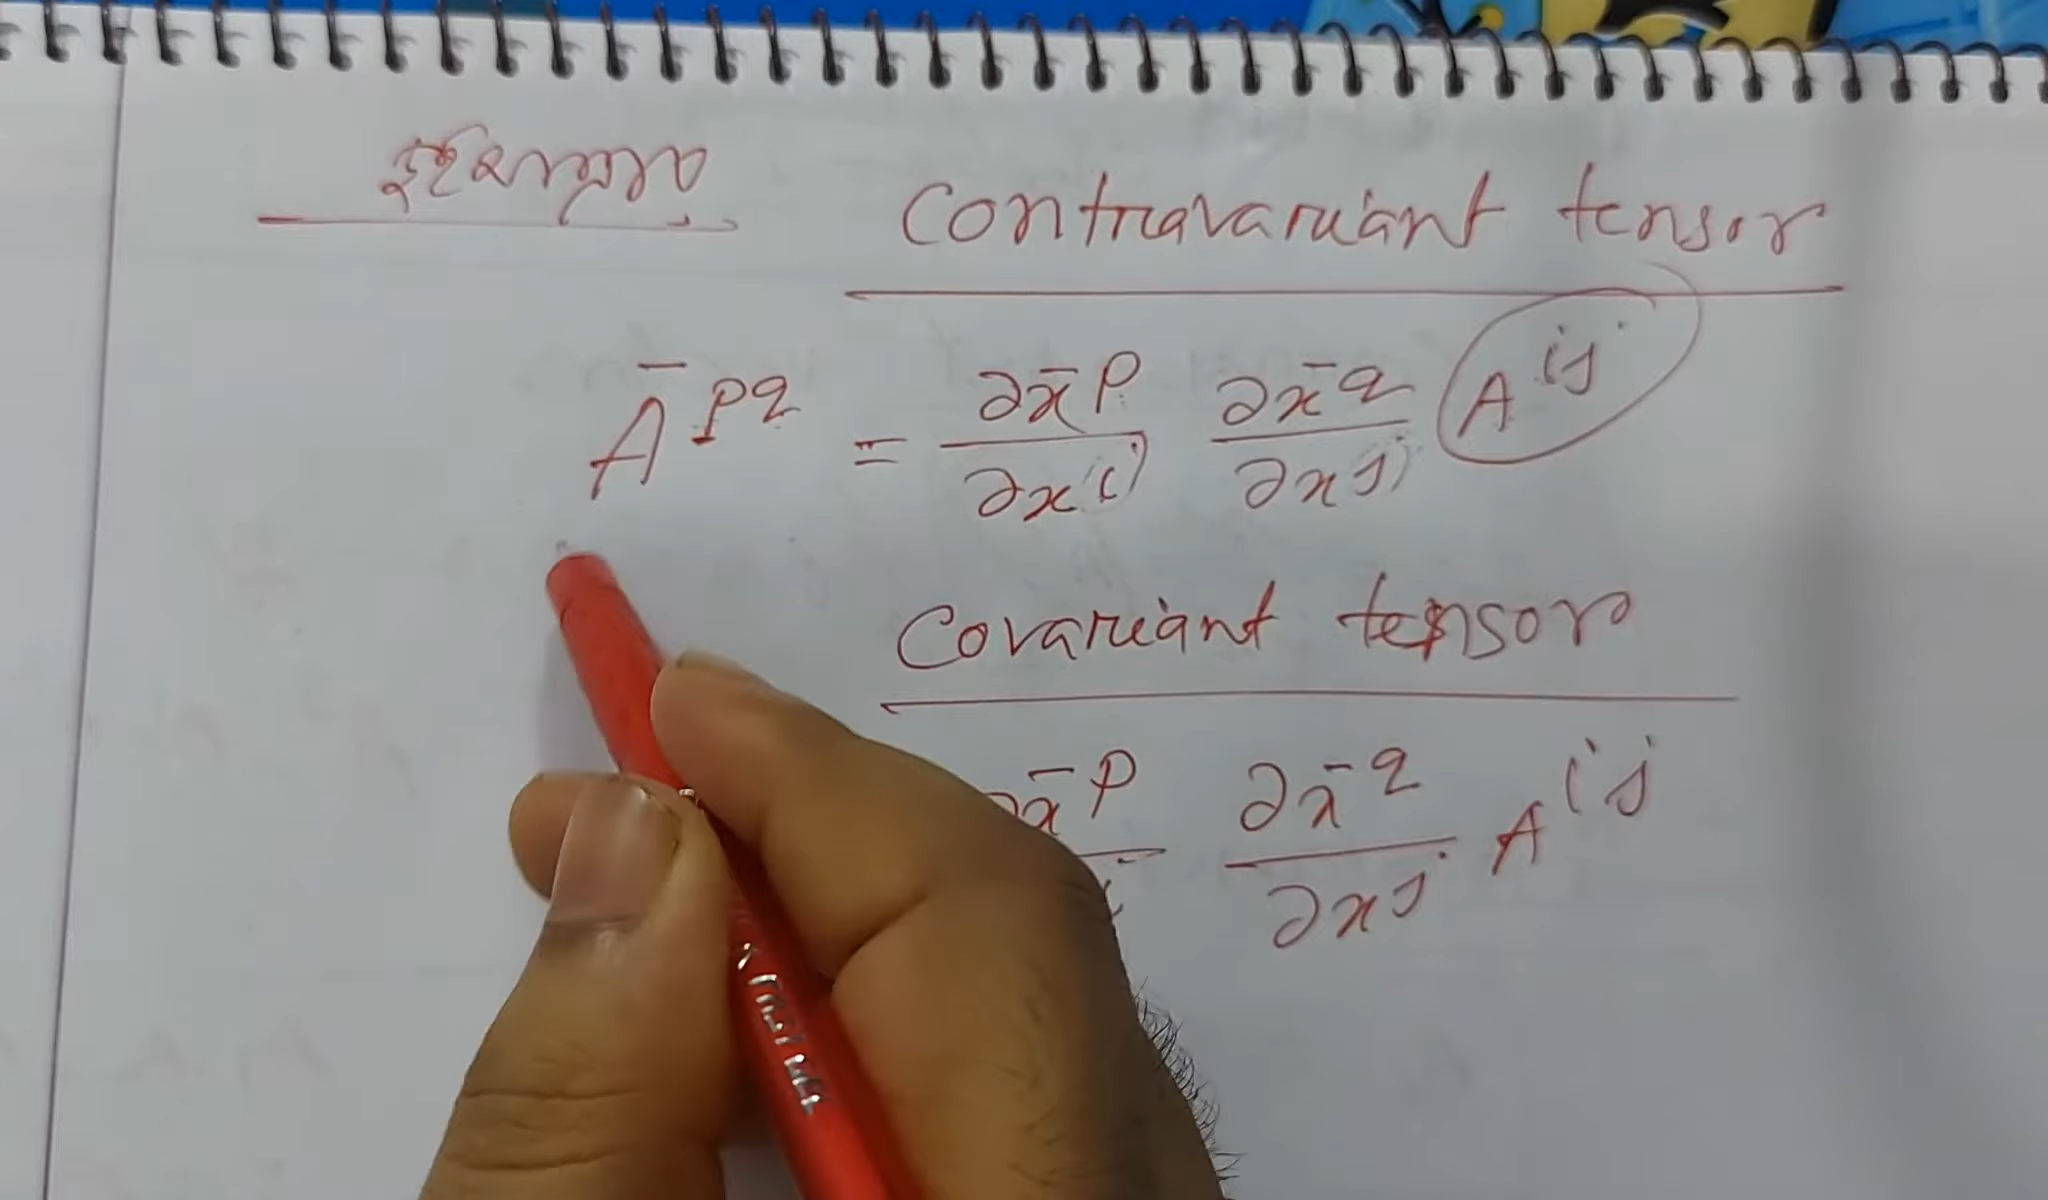 Contravariant tensor
A̅^{pq} = ∂x̅^p/∂x^i ∂x̅^q/∂x^j A^{ij}
Covariant tensor
x̅^p ∂x̅^q/∂x^j A^{ij}